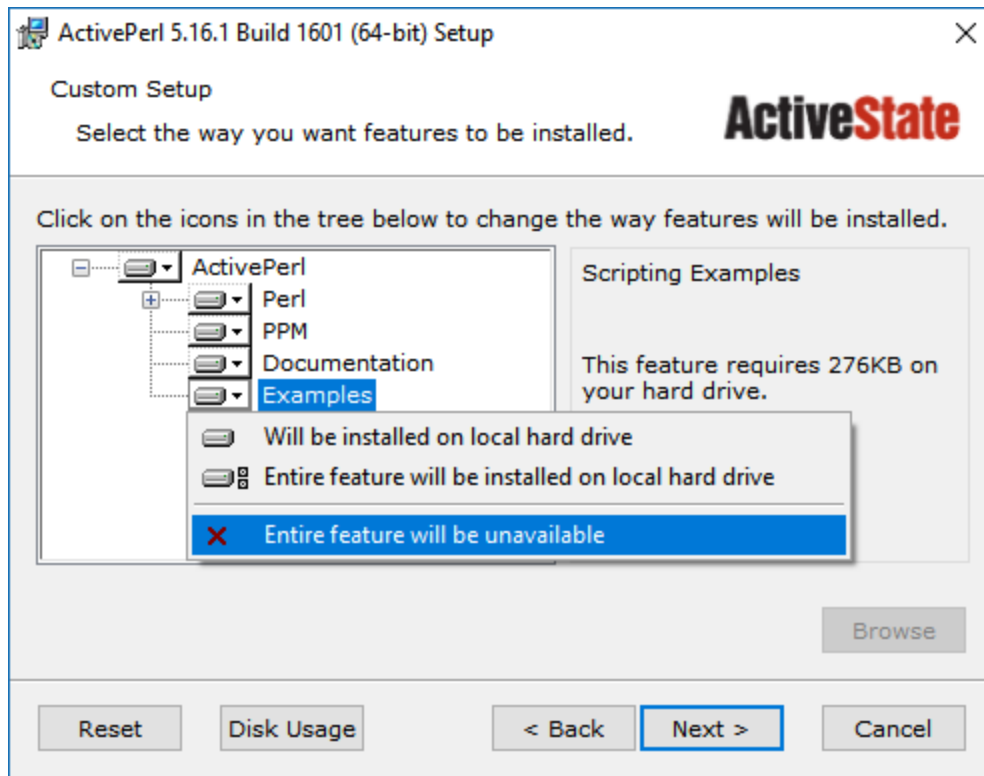 ActivePerl 5.16.1 Build 1601 (64-bit) Setup
Custom Setup
Select the way you want features to be installed.
ActiveState
Click on the icons in the tree below to change the way features will be installed.
ActivePerl
Perl
PPM
Documentation
Examples
Scripting Examples
This feature requires 276KB on
your hard drive.
Will be installed on local hard drive
Entire feature will be installed on local hard drive
Entire feature will be unavailable
Browse
Reset
Disk Usage
< Back
Next >
Cancel